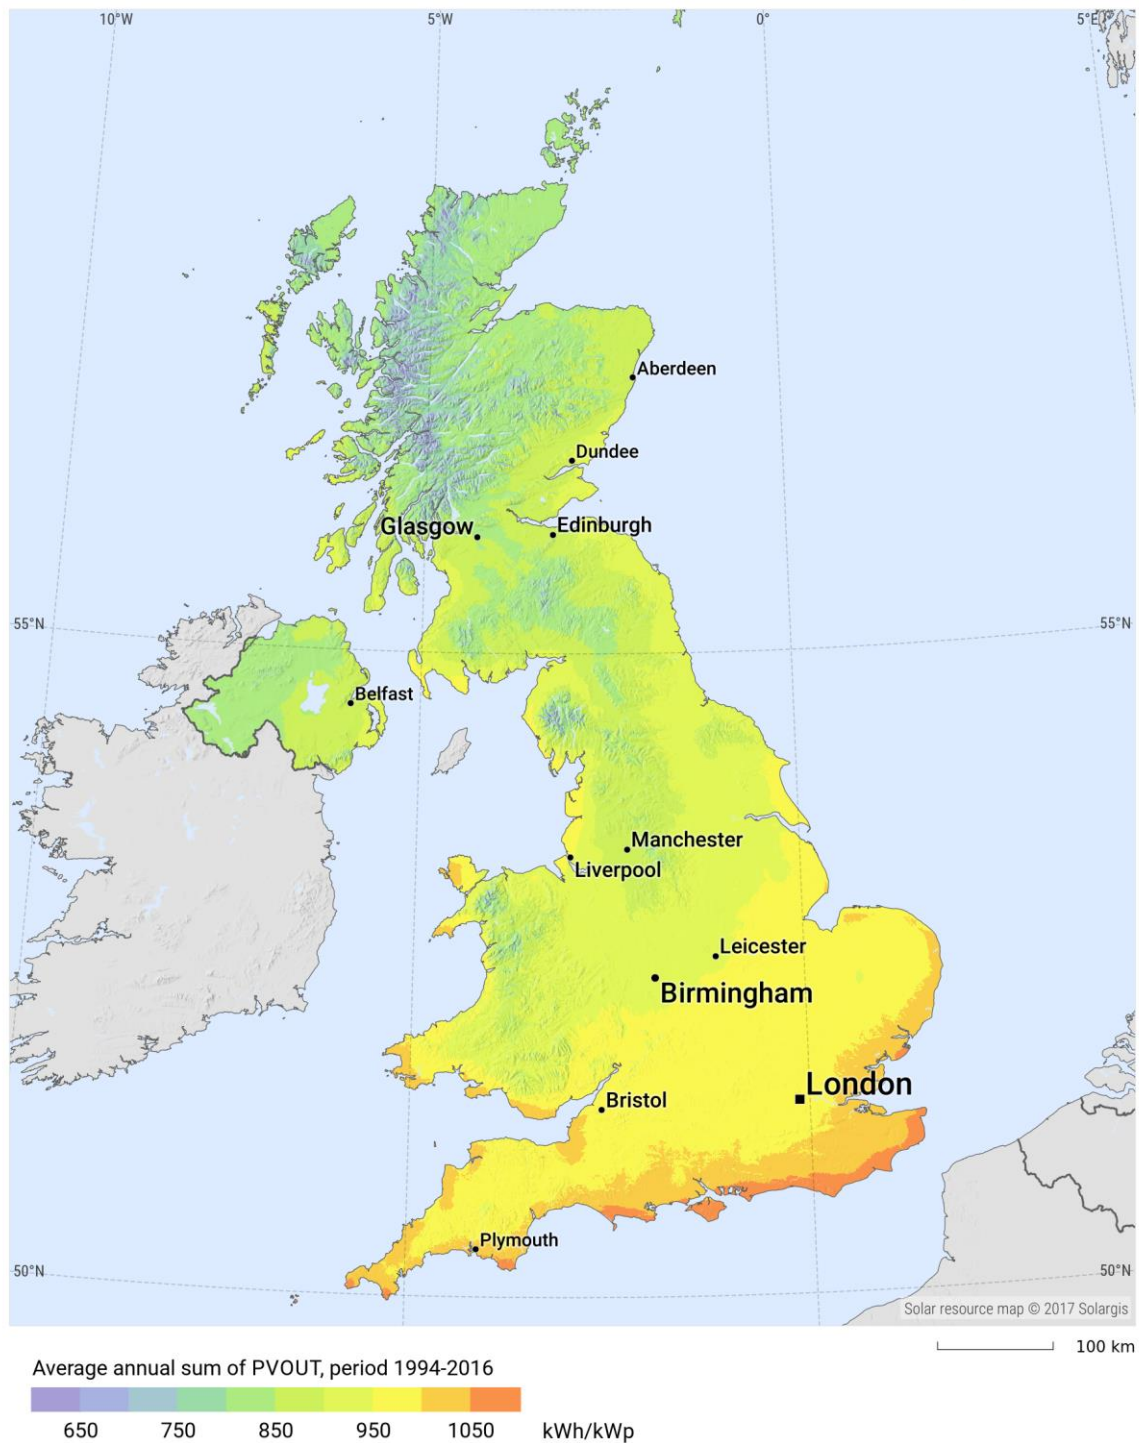 10°W 5°W 0° 5°E
Aberdeen
Dundee
Glasgow
Edinburgh
55°N 55°N
Belfast
Manchester
Liverpool
Leicester
Birmingham
London
Bristol
Plymouth
50°N 50°N
Solar resource map © 2017 Solargis
100 km
Average annual sum of PVOUT, period 1994-2016
650 750 850 950 1050 kWh/kWp